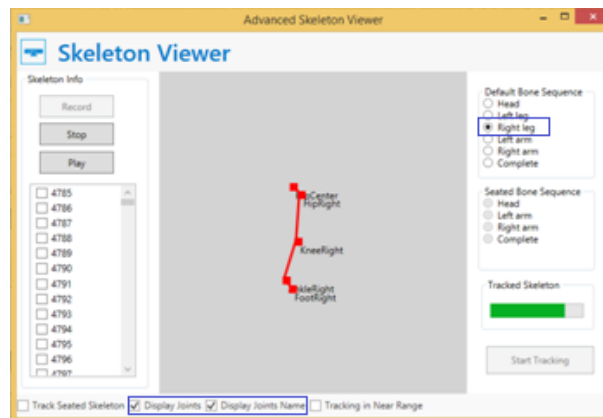 Advanced Skeleton Viewer
Skeleton Viewer
Skeleton Info
Record
Stop
Play
4785
4786
4787
4788
4789
4790
4791
4792
4793
4794
4795
4796
4797
Center
HipRight
KneeRight
kleRight
FootRight
Default Bone Sequence
Head
Left leg
Right leg
Left arm
Right arm
Complete
Seated Bone Sequence
Head
Left arm
Right arm
Complete
Tracked Skeleton
Start Tracking
Track Seated Skeleton Display Joints Display Joints Name Tracking in Near Range